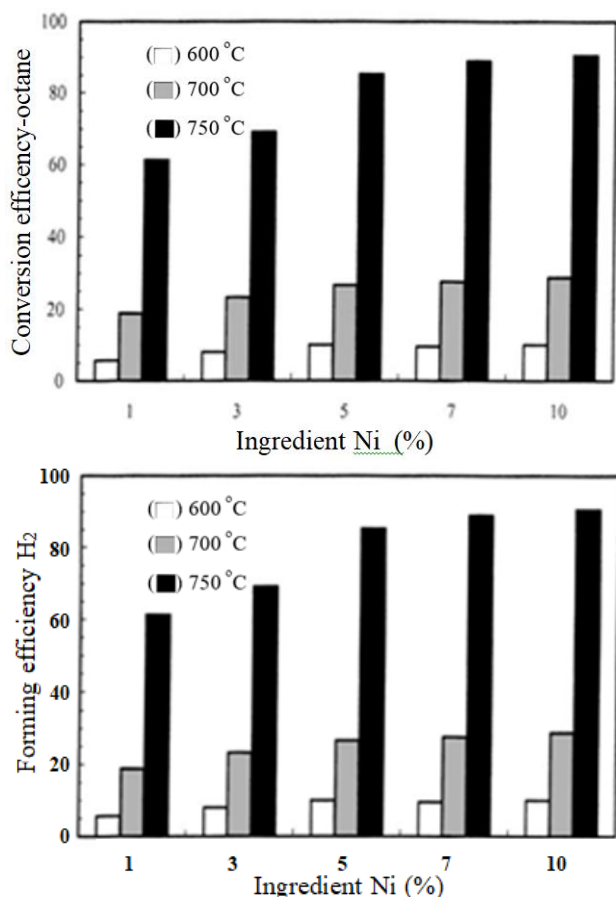 100
( ) 600 °C
( ) 700 °C
( ) 750 °C
80
60
40
20
0
Conversion efficency-octane
1 3 5 7 10
Ingredient Ni (%)
100
( ) 600 °C
( ) 700 °C
( ) 750 °C
80
60
40
20
0
Forming efficiency H2
1 3 5 7 10
Ingredient Ni (%)